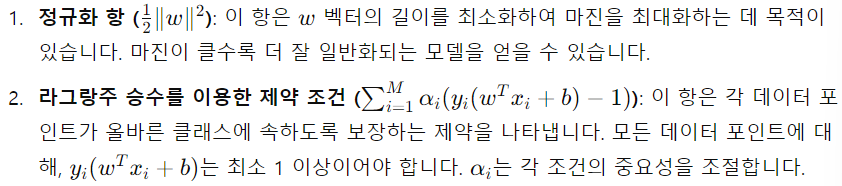 1. 정규화 항 ($\frac{1}{2}\|w\|^2$): 이 항은 $w$ 벡터의 길이를 최소화하여 마진을 최대화하는 데 목적이
있습니다. 마진이 클수록 더 잘 일반화되는 모델을 얻을 수 있습니다.
2. 라그랑주 승수를 이용한 제약 조건 ($\sum_{i=1}^{M} \alpha_i(y_i(w^T x_i + b) - 1)$): 이 항은 각 데이터 포
인트가 올바른 클래스에 속하도록 보장하는 제약을 나타냅니다. 모든 데이터 포인트에 대
해, $y_i(w^T x_i + b)$는 최소 1 이상이어야 합니다. $\alpha_i$는 각 조건의 중요성을 조절합니다.